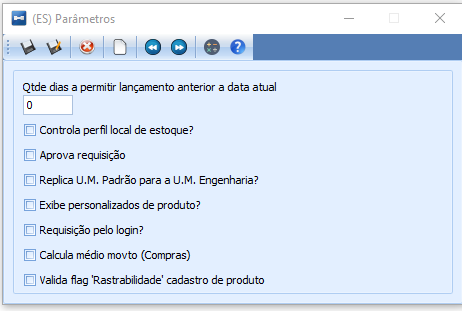 (ES) Parâmetros
Qtde dias a permitir lançamento anterior a data atual
0
Controla perfil local de estoque?
Aprova requisição
Replica U.M. Padrão para a U.M. Engenharia?
Exibe personalizados de produto?
Requisição pelo login?
Calcula médio movto (Compras)
Valida flag 'Rastrabilidade' cadastro de produto